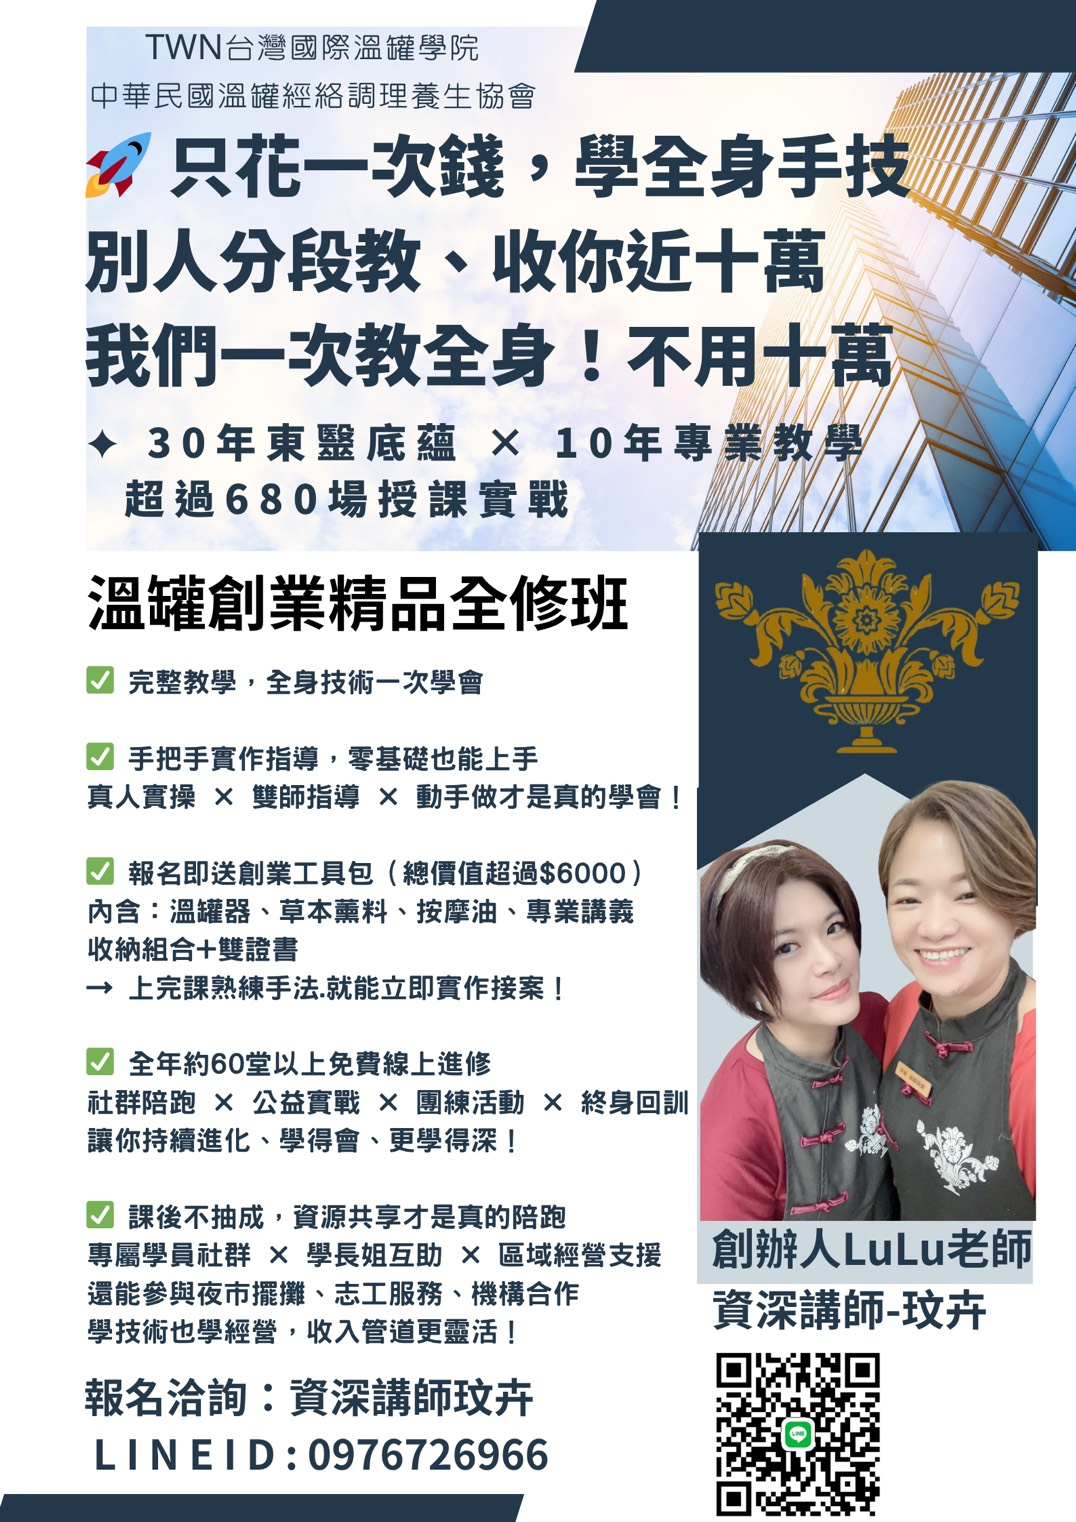 TWN台灣國際溫罐學院
中華民國溫罐經絡調理養生協會
🚀 只花一次錢，學全身手技
別人分段教、收你近十萬
我們一次教全身！不用十萬
✦ 30年東毉底蘊 × 10年專業教學
超過680場授課實戰
溫罐創業精品全修班
✅ 完整教學，全身技術一次學會
✅ 手把手實作指導，零基礎也能上手
真人實操 × 雙師指導 × 動手做才是真的學會！
✅ 報名即送創業工具包（總價值超過$6000）
內含：溫罐器、草本薰料、按摩油、專業講義
收納組合+雙證書
→ 上完課熟練手法.就能立即實作接案！
✅ 全年約60堂以上免費線上進修
社群陪跑 × 公益實戰 × 團練活動 × 終身回訓
讓你持續進化、學得會、更學得深！
✅ 課後不抽成，資源共享才是真的陪跑
專屬學員社群 × 學長姐互助 × 區域經營支援
還能參與夜市擺攤、志工服務、機構合作
學技術也學經營，收入管道更靈活！
創辦人LuLu老師
資深講師-玟卉
報名洽詢：資深講師玟卉
LINEID:0976726966
LINE